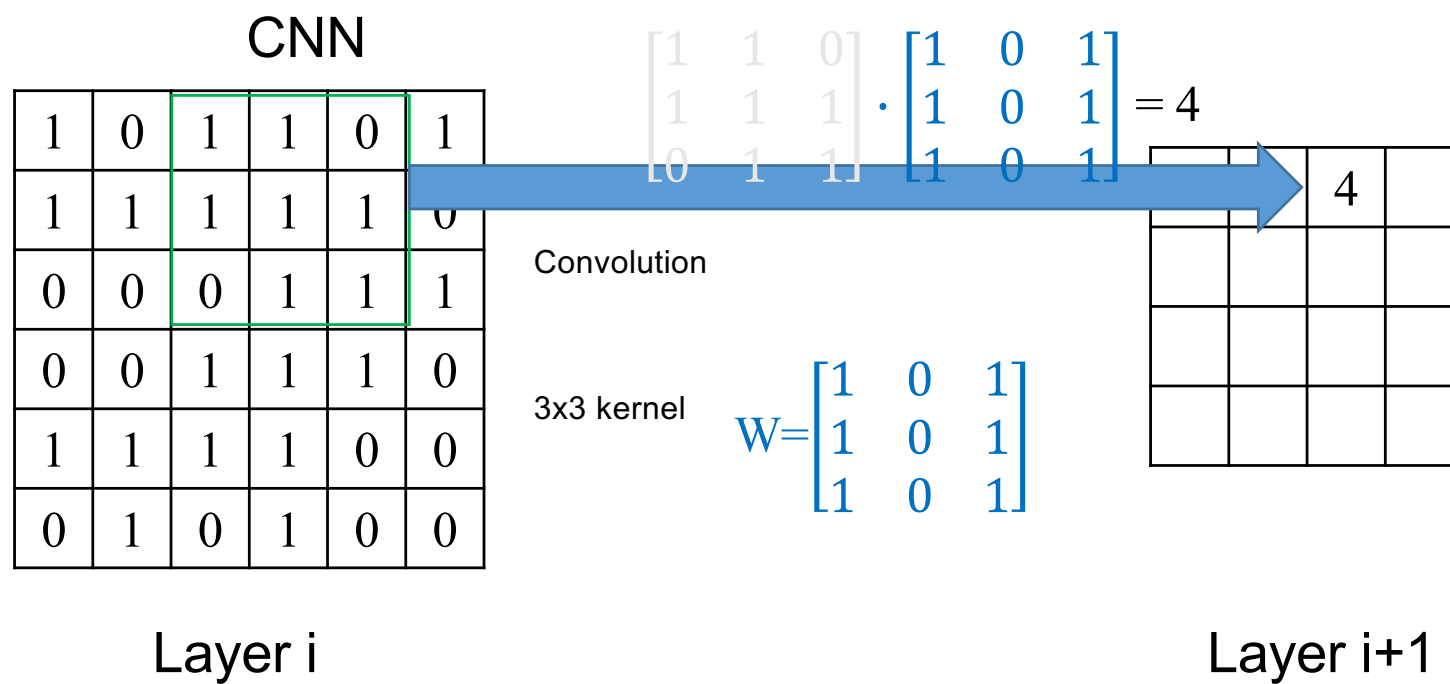 CNN
1 0 1 1 0 1
1 1 1 1 1 0
0 0 0 1 1 1
0 0 1 1 1 0
1 1 1 1 0 0
0 1 0 1 0 0
Layer i
[1 1 0] · [1 0 1] = 4
[1 1 1] [1 0 1]
[0 1 1] [1 0 1]
Convolution
3x3 kernel
W=[1 0 1]
[1 0 1]
[1 0 1]
4
Layer i+1